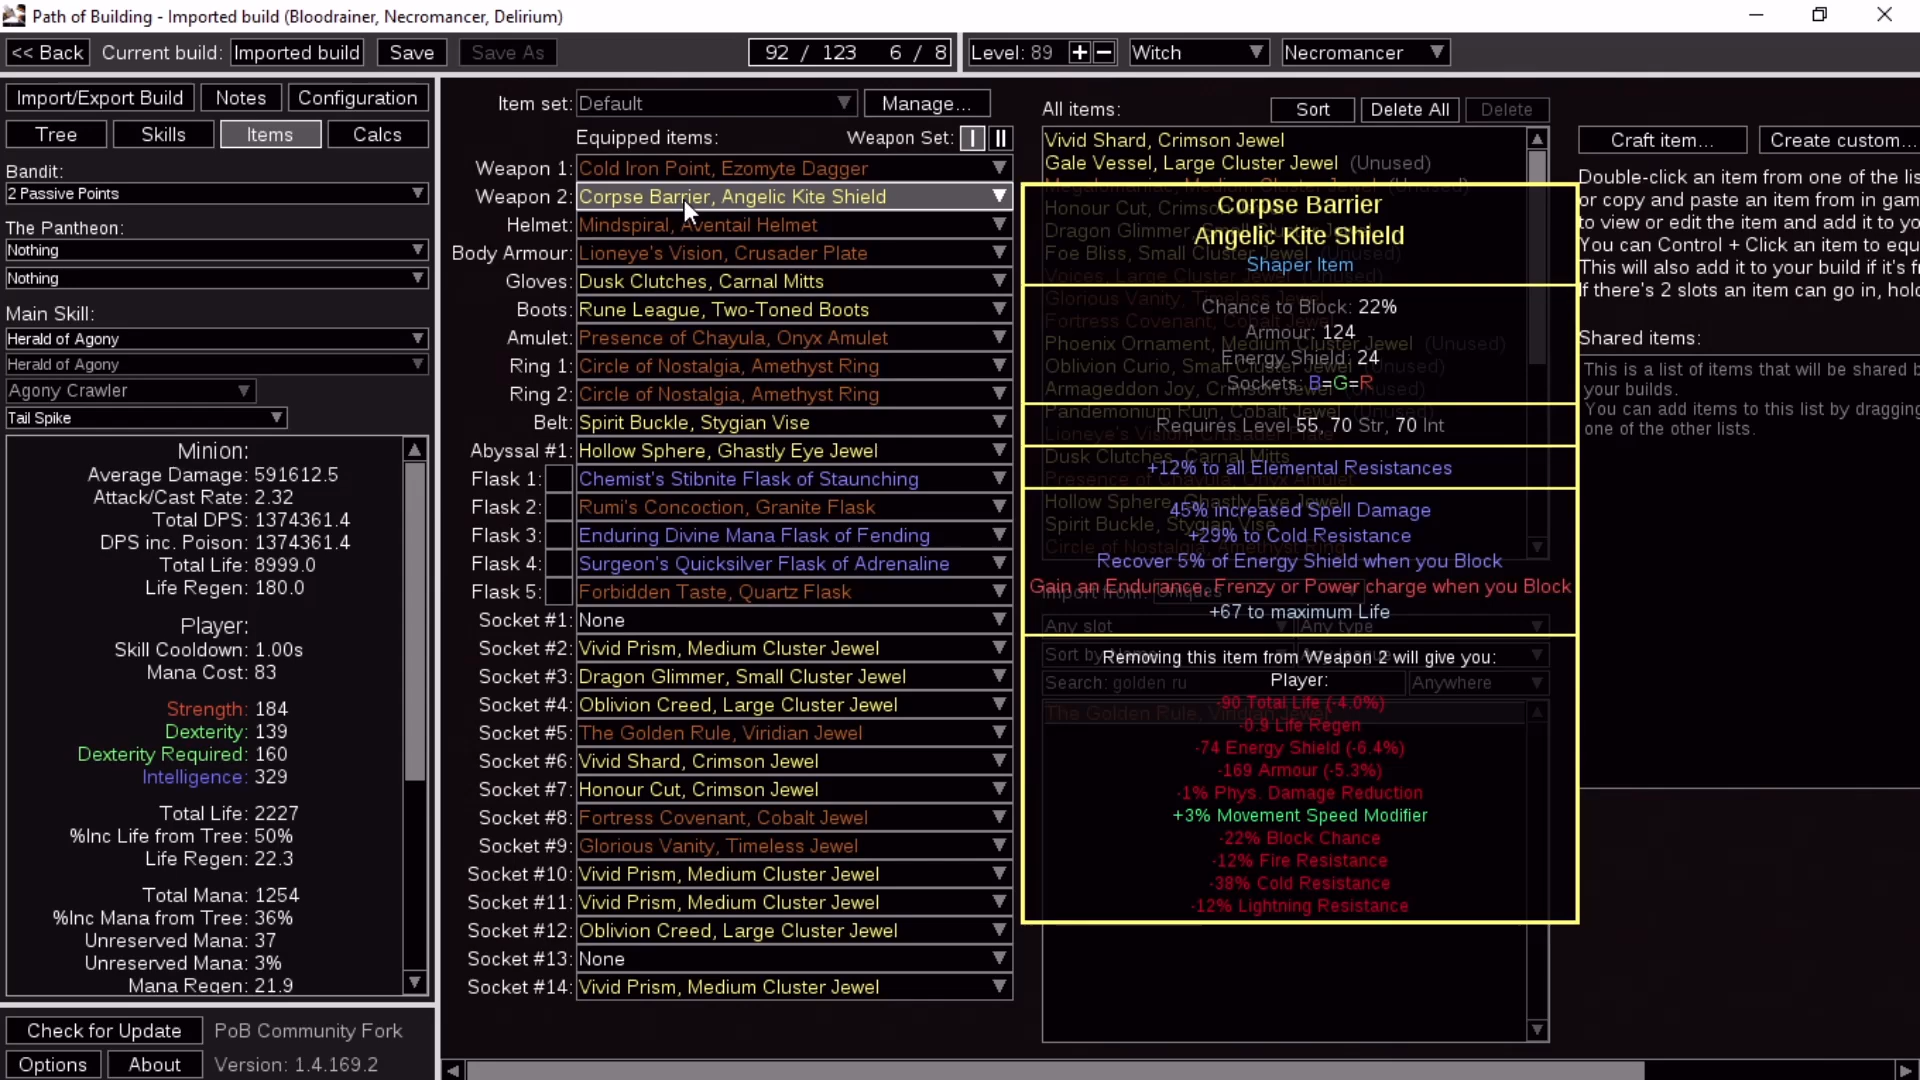 Path of Building - Imported build (Bloodrainer, Necromancer, Delirium)
<< Back
Current build: Imported build
Save
Save As
92 / 123 6 / 8
Level: 89
+
−
Witch
Necromancer
Import/Export Build
Notes
Configuration
Tree
Skills
Items
Calcs
Bandit:
2 Passive Points
The Pantheon:
Nothing
Nothing
Main Skill:
Herald of Agony
Herald of Agony
Agony Crawler
Tail Spike
Minion:
Average Damage: 591612.5
Attack/Cast Rate: 2.32
Total DPS: 1374361.4
DPS inc. Poison: 1374361.4
Total Life: 8999.0
Life Regen: 180.0
Player:
Skill Cooldown: 1.00s
Mana Cost: 83
Strength: 184
Dexterity: 139
Dexterity Required: 160
Intelligence: 329
Total Life: 2227
%Inc Life from Tree: 50%
Life Regen: 22.3
Total Mana: 1254
%Inc Mana from Tree: 36%
Unreserved Mana: 37
Unreserved Mana: 3%
Mana Regen: 21.9
Check for Update
PoB Community Fork
Options
About
Version: 1.4.169.2
Item set: Default
Manage...
Equipped items:
Weapon Set: I II
Weapon 1: Cold Iron Point, Ezomyte Dagger
Weapon 2: Corpse Barrier, Angelic Kite Shield
Helmet: Mindspiral, Aventail Helmet
Body Armour: Lioneye's Vision, Crusader Plate
Gloves: Dusk Clutches, Carnal Mitts
Boots: Rune League, Two-Toned Boots
Amulet: Presence of Chayula, Onyx Amulet
Ring 1: Circle of Nostalgia, Amethyst Ring
Ring 2: Circle of Nostalgia, Amethyst Ring
Belt: Spirit Buckle, Stygian Vise
Abyssal #1: Hollow Sphere, Ghastly Eye Jewel
Flask 1: Chemist's Stibnite Flask of Staunching
Flask 2: Rumi's Concoction, Granite Flask
Flask 3: Enduring Divine Mana Flask of Fending
Flask 4: Surgeon's Quicksilver Flask of Adrenaline
Flask 5: Forbidden Taste, Quartz Flask
Socket #1: None
Socket #2: Vivid Prism, Medium Cluster Jewel
Socket #3: Dragon Glimmer, Small Cluster Jewel
Socket #4: Oblivion Creed, Large Cluster Jewel
Socket #5: The Golden Rule, Viridian Jewel
Socket #6: Vivid Shard, Crimson Jewel
Socket #7: Honour Cut, Crimson Jewel
Socket #8: Fortress Covenant, Cobalt Jewel
Socket #9: Glorious Vanity, Timeless Jewel
Socket #10: Vivid Prism, Medium Cluster Jewel
Socket #11: Vivid Prism, Medium Cluster Jewel
Socket #12: Oblivion Creed, Large Cluster Jewel
Socket #13: None
Socket #14: Vivid Prism, Medium Cluster Jewel
All items:
Sort
Delete All
Delete
Vivid Shard, Crimson Jewel
Gale Vessel, Large Cluster Jewel (Unused)
Corpse Barrier
Angelic Kite Shield
Shaper Item
Chance to Block: 22%
Armour: 124
Energy Shield: 24
Sockets: B=G=R
Requires Level 55, 70 Str, 70 Int
+12% to all Elemental Resistances
45% increased Spell Damage
+29% to Cold Resistance
Recover 5% of Energy Shield when you Block
Gain an Endurance, Frenzy or Power charge when you Block
+67 to maximum Life
Removing this item from Weapon 2 will give you:
Player:
-90 Total Life (-4.0%)
-0.9 Life Regen
-74 Energy Shield (-6.4%)
-169 Armour (-5.3%)
-1% Phys. Damage Reduction
+3% Movement Speed Modifier
-22% Block Chance
-12% Fire Resistance
-38% Cold Resistance
-12% Lightning Resistance
Any slot
Any type
Sort by
Search: golden ru
Anywhere
The Golden Rule, Viridian Jewel
Craft item...
Create custom...
Double-click an item from one of the lis
or copy and paste an item from in gam
to view or edit the item and add it to yo
You can Control + Click an item to equ
This will also add it to your build if it's fr
If there's 2 slots an item can go in, hold
Shared items:
This is a list of items that will be shared b
your builds.
You can add items to this list by dragging
one of the other lists.